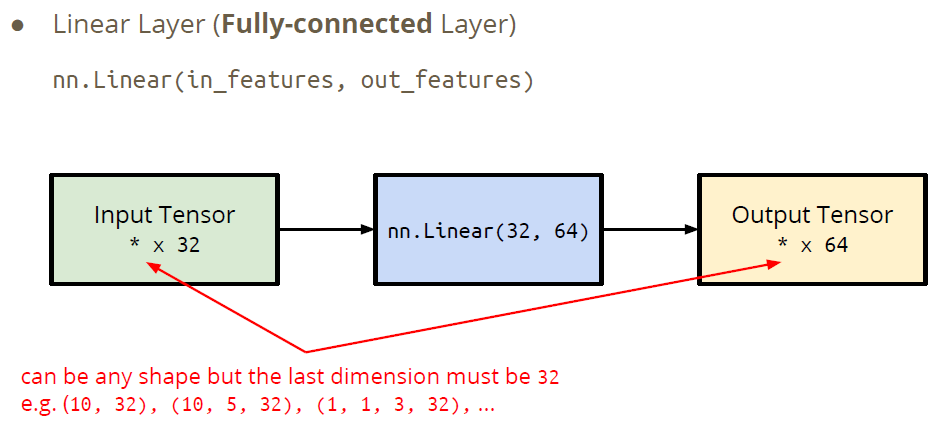 ● Linear Layer (Fully-connected Layer)
nn.Linear(in_features, out_features)
Input Tensor
* x 32
nn.Linear(32, 64)
Output Tensor
* x 64
can be any shape but the last dimension must be 32
e.g. (10, 32), (10, 5, 32), (1, 1, 3, 32), ...